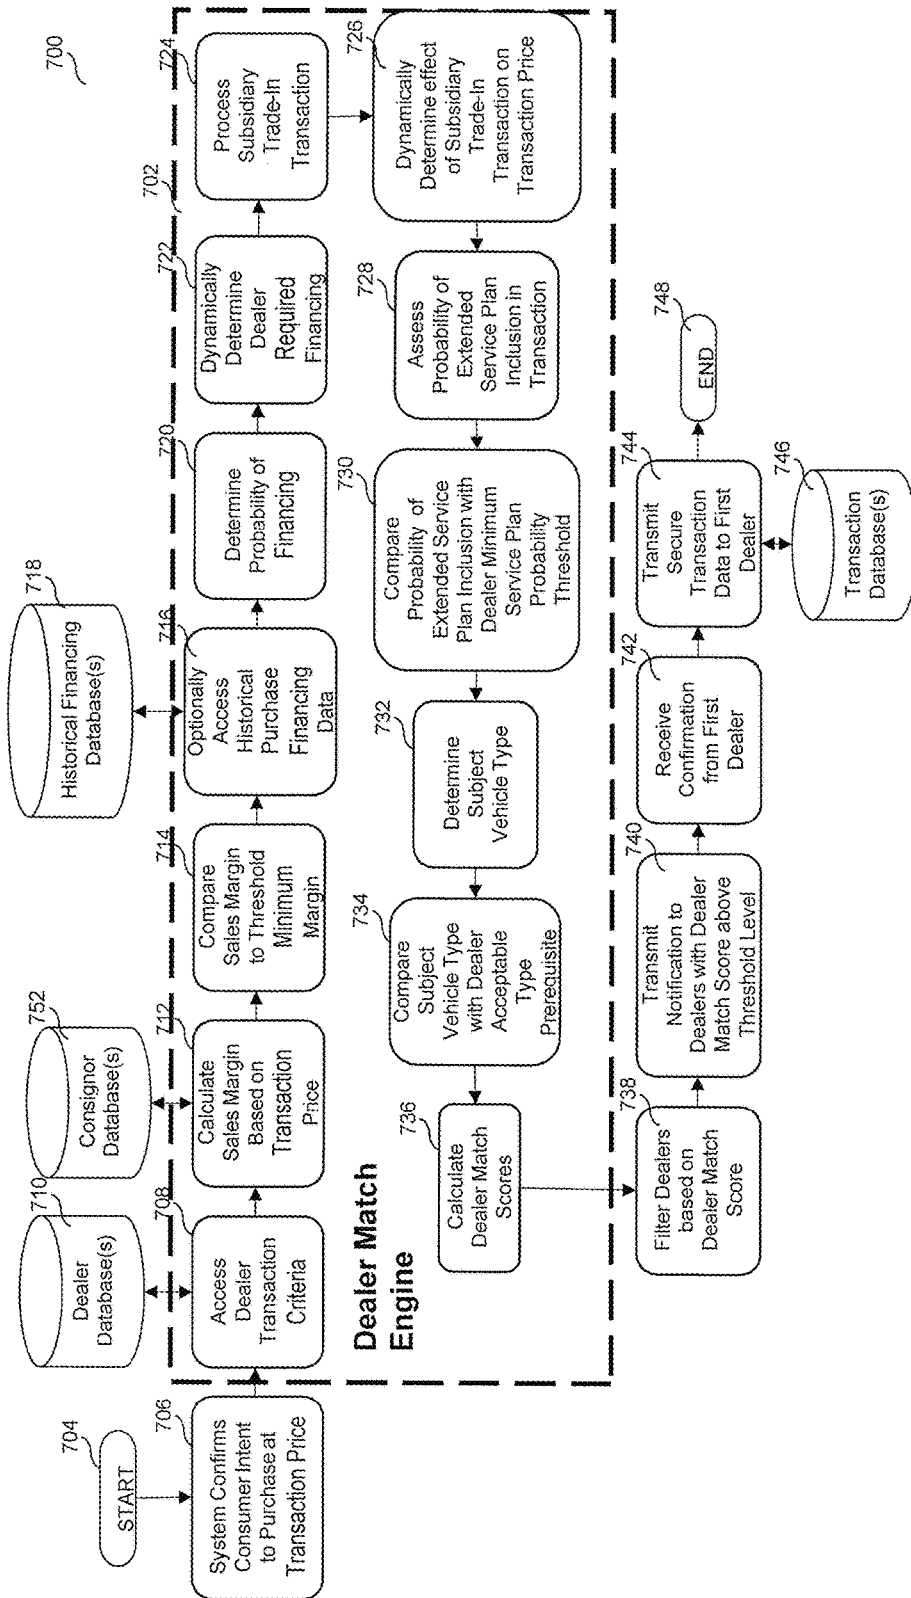 700
704
START
706
System Confirms
Consumer Intent
to Purchase at
Transaction Price
702
Dealer Match
Engine
708
Access
Dealer
Transaction
Criteria
710
Dealer
Database(s)
712
Calculate
Sales Margin
Based on
Transaction
Price
752
Consignor
Database(s)
714
Compare
Sales Margin
to Threshold
Minimum
Margin
716
Optionally
Access
Historical
Purchase
Financing
Data
718
Historical Financing
Database(s)
720
Determine
Probability of
Financing
722
Dynamically
Determine
Dealer
Required
Financing
724
Process
Subsidiary
Trade-In
Transaction
726
Dynamically
Determine effect
of Subsidiary
Trade-In
Transaction on
Transaction Price
728
Assess
Probability of
Extended
Service Plan
Inclusion in
Transaction
730
Compare
Probability of
Extended Service
Plan Inclusion with
Dealer Minimum
Service Plan
Probability
Threshold
732
Determine
Subject
Vehicle Type
734
Compare
Subject
Vehicle Type
with Dealer
Acceptable
Type
Prerequisite
736
Calculate
Dealer Match
Scores
738
Filter Dealers
based on
Dealer Match
Score
740
Transmit
Notification to
Dealers with Dealer
Match Score above
Threshold Level
742
Receive
Confirmation
from First
Dealer
744
Transmit
Secure
Transaction
Data to First
Dealer
746
Transaction
Database(s)
748
END